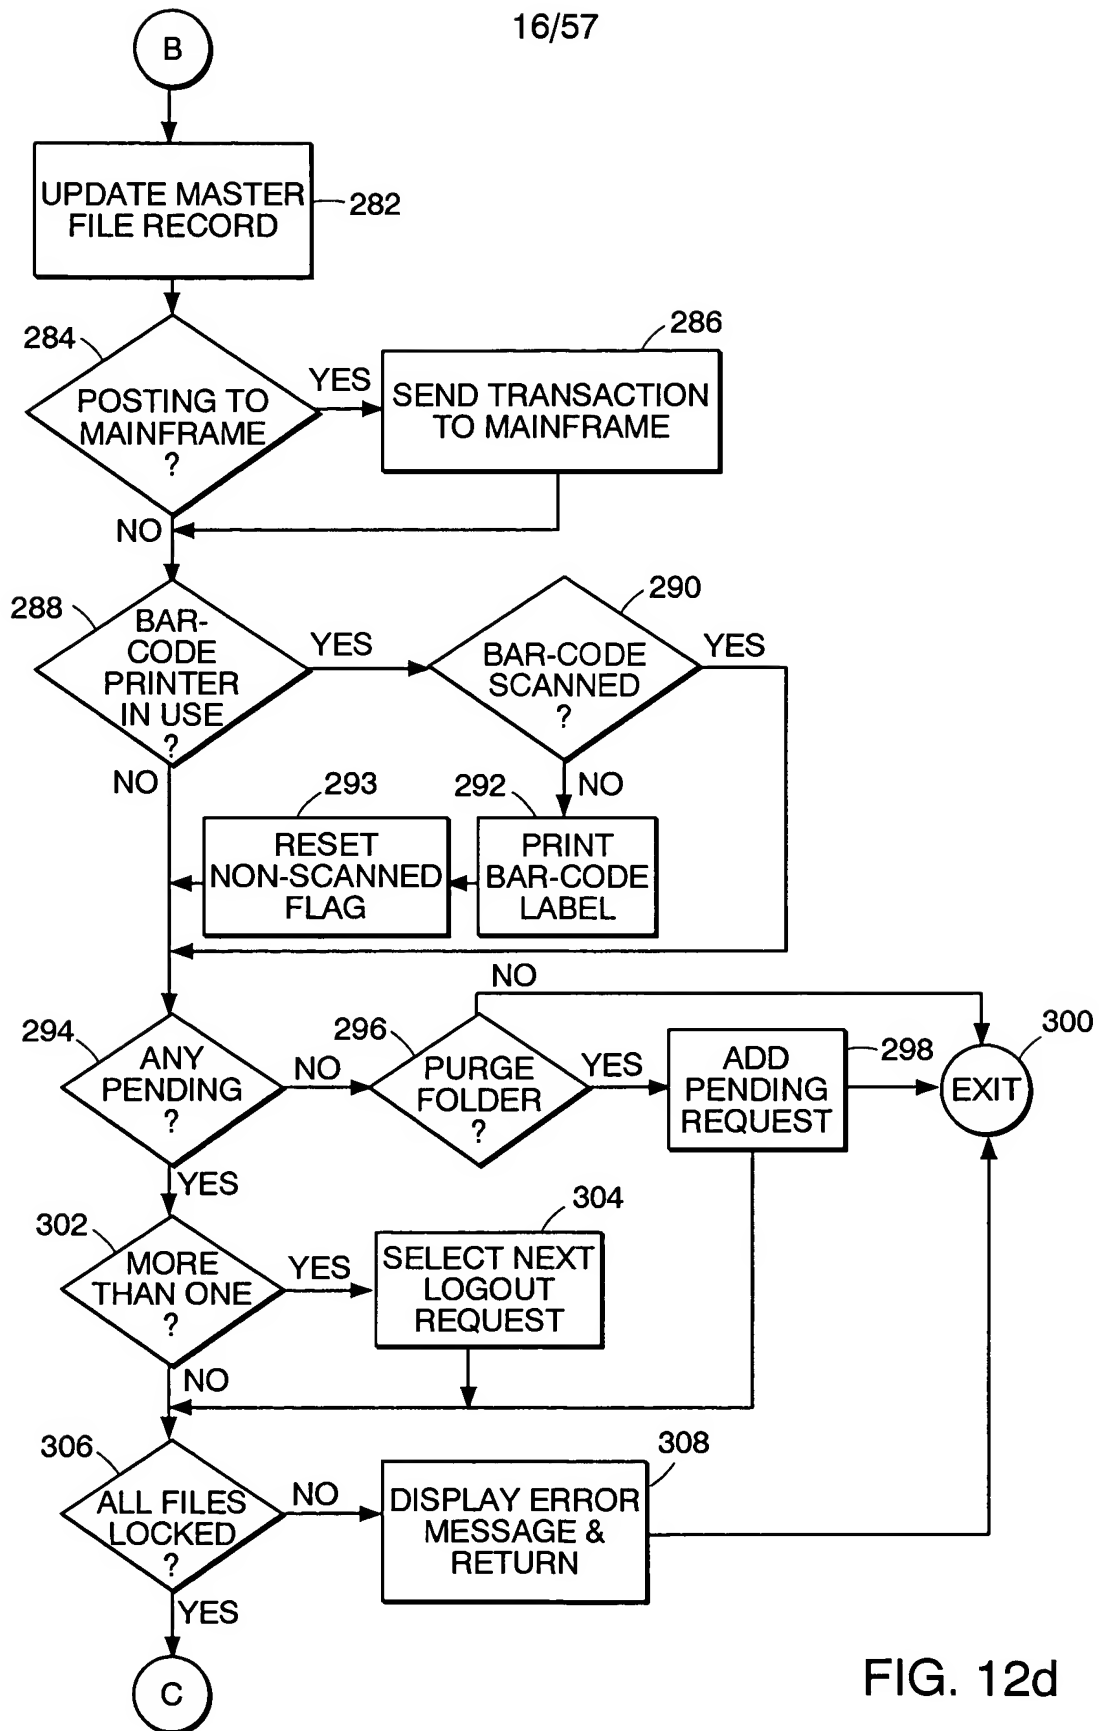 16/57
B
UPDATE MASTER
FILE RECORD
282
284
POSTING TO
MAINFRAME
?
YES
286
SEND TRANSACTION
TO MAINFRAME
NO
288
BAR-
CODE
PRINTER
IN USE
?
YES
290
BAR-CODE
SCANNED
?
YES
NO
NO
293
RESET
NON-SCANNED
FLAG
292
PRINT
BAR-CODE
LABEL
294
ANY
PENDING
?
NO
296
PURGE
FOLDER
?
NO
YES
298
ADD
PENDING
REQUEST
300
EXIT
YES
302
MORE
THAN ONE
?
YES
304
SELECT NEXT
LOGOUT
REQUEST
NO
306
ALL FILES
LOCKED
?
NO
308
DISPLAY ERROR
MESSAGE &
RETURN
YES
C
FIG. 12d